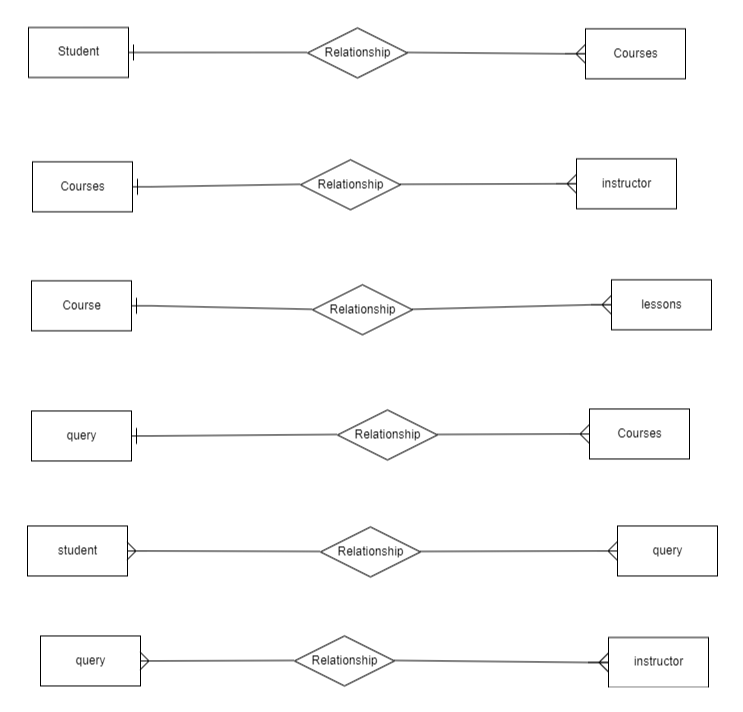 Student Relationship Courses
Courses Relationship instructor
Course Relationship lessons
query Relationship Courses
student Relationship query
query Relationship instructor